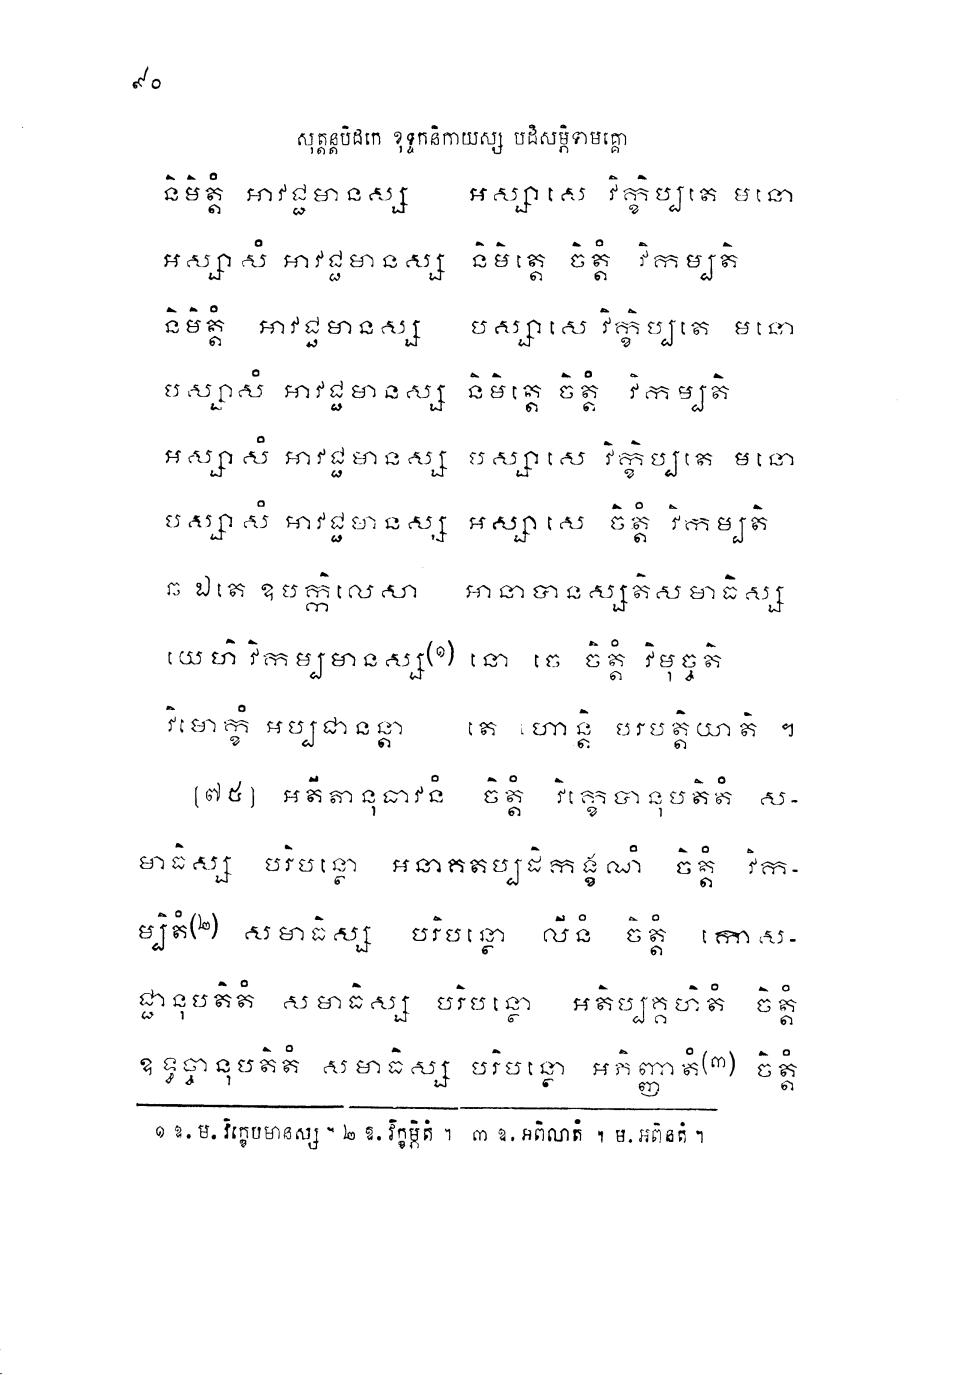 ៩០
សុត្តន្តបិដកេ ខុទ្ទកនិកាយស្ស បដិសម្ភិទាមគ្គោ
និមិត្តំ អាវជ្ជមានស្ស អស្សាសេ វិក្ខិប្បតេ មនោ
អស្សាសំ អាវជ្ជមានស្ស និមិត្តេ ចិត្តំ វិកម្បតិ
និមិត្តំ អាវជ្ជមានស្ស បស្សាសេ វិក្ខិប្បតេ មនោ
បស្សាសំ អាវជ្ជមានស្ស និមិត្តេ ចិត្តំ វិកម្បតិ
អស្សាសំ អាវជ្ជមានស្ស បស្សាសេ វិក្ខិប្បតេ មនោ
បស្សាសំ អាវជ្ជមានស្ស អស្សាសេ ចិត្តំ វិកម្បតិ
ឆ ឯតេ ឧបក្កិលេសា អានាបានស្សតិសមាធិស្ស
យេហិ វិកម្បមានស្ស(១) នោ ចេ ចិត្តំ វិមុច្ចតិ
វិមោក្ខំ អប្បជានន្តា តេ ហោន្តិ បរបត្តិយាតិ ។
[៧៥] អតីតានុធាវនំ ចិត្តំ វិក្ខេបានុបតិតំ ស-
មាធិស្ស បរិបន្ថោ អនាគតប្បដិកង្ខណំ ចិត្តំ វិក-
ម្បិតំ(២) សមាធិស្ស បរិបន្ថោ លីនំ ចិត្តំ កោស-
ជ្ជានុបតិតំ សមាធិស្ស បរិបន្ថោ អតិប្បគ្គហិតំ ចិត្តំ
ឧទ្ធច្ចានុបតិតំ សមាធិស្ស បរិបន្ថោ អភិញ្ញាតំ(៣) ចិត្តំ
១ ឧ. ម. វិក្ខេបមានស្ស ។ ២ ឧ. វិក្ខម្ភិតំ ។ ៣ ឧ. អពិណតំ ។ ម. អពិនតំ ។